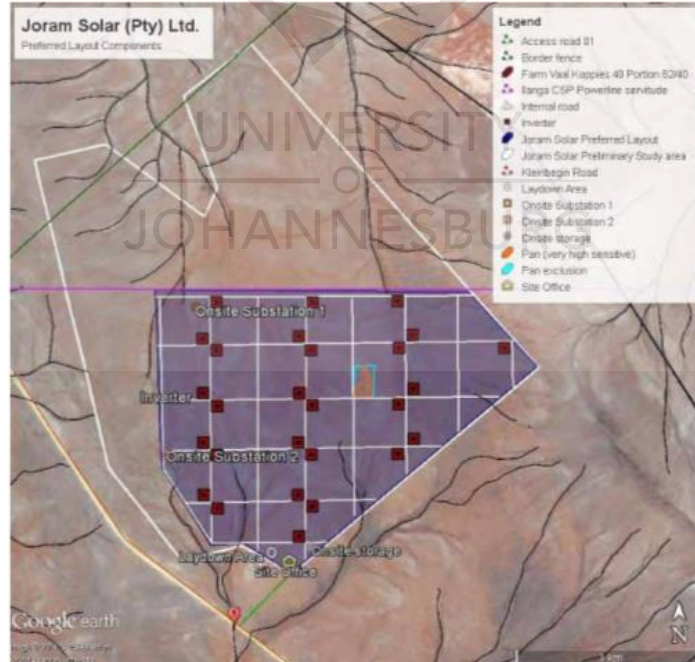 Joram Solar (Pty) Ltd.
Preferred Layout Components
Legend
Access road 01
Border fence
Farm Vaal Koppies 40 Portion 82/40
Ilanga CSP Powerline servitude
Internal road
Inverter
Joram Solar Preferred Layout
Joram Solar Preliminary Study area
Kleinbegin Road
Laydown Area
Onsite Substation 1
Onsite Substation 2
Onsite storage
Pan (very high sensitive)
Pan exclusion
Site Office
UNIVERSITY
OF
JOHANNESBURG
Onsite Substation 1
Inverter
Onsite Substation 2
Laydown Area
Onsite storage
Site Office
Google earth
N